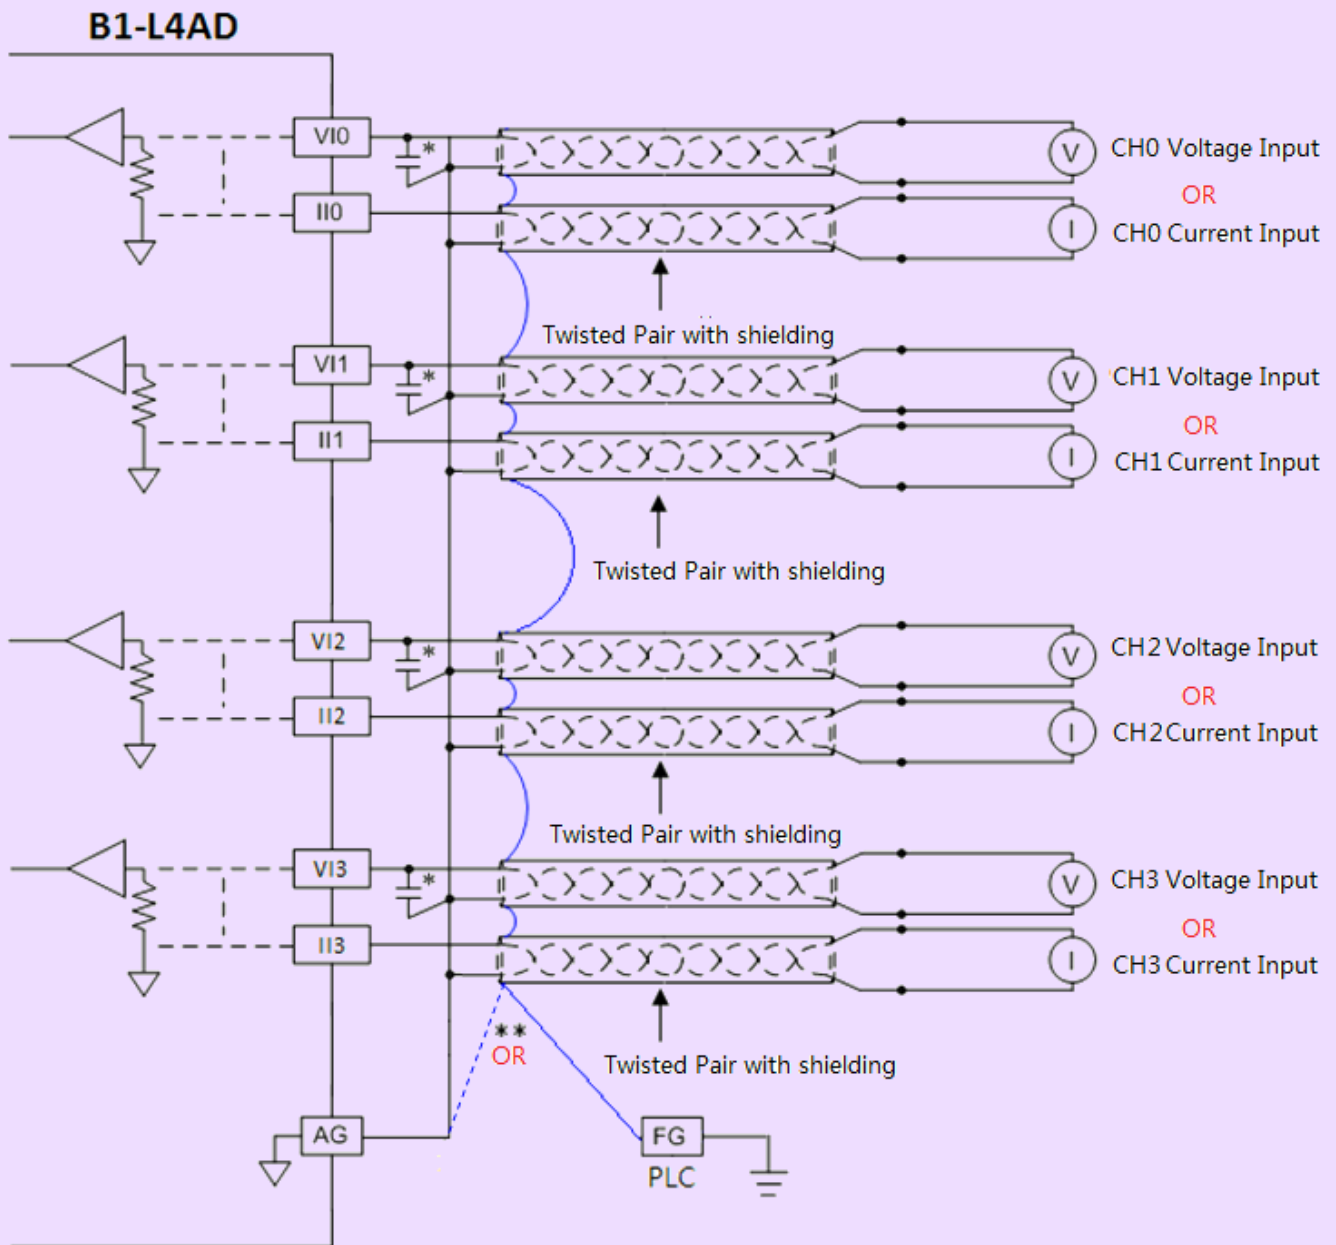 B1-L4AD
VI0
*
V
CH0 Voltage Input
OR
II0
I
CH0 Current Input
Twisted Pair with shielding
VI1
*
V
CH1 Voltage Input
OR
II1
I
CH1 Current Input
Twisted Pair with shielding
VI2
*
V
CH2 Voltage Input
OR
II2
I
CH2 Current Input
Twisted Pair with shielding
VI3
*
V
CH3 Voltage Input
OR
II3
I
CH3 Current Input
**
OR
Twisted Pair with shielding
AG
FG
PLC